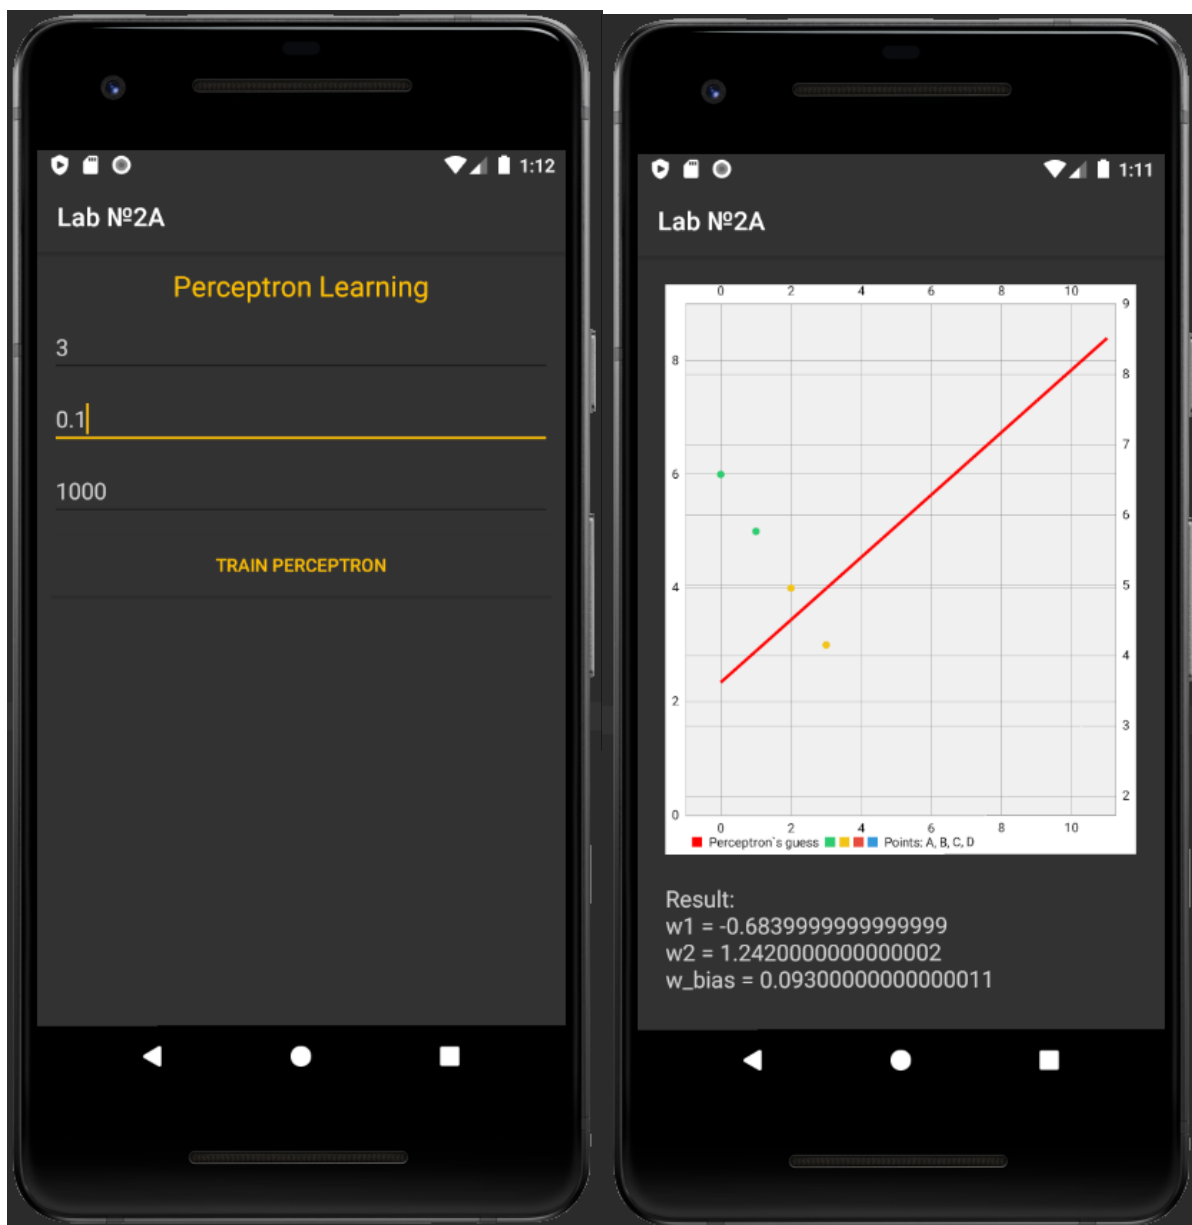 1:12
Lab №2A
Perceptron Learning
3
0.1
1000
TRAIN PERCEPTRON
1:11
Lab №2A
0 2 4 6 8 10
9
8
8
7
6
6
4
5
4
2
3
2
0
0 2 4 6 8 10
Perceptron`s guess Points: A, B, C, D
Result:
w1 = -0.6839999999999999
w2 = 1.2420000000000002
w_bias = 0.09300000000000011